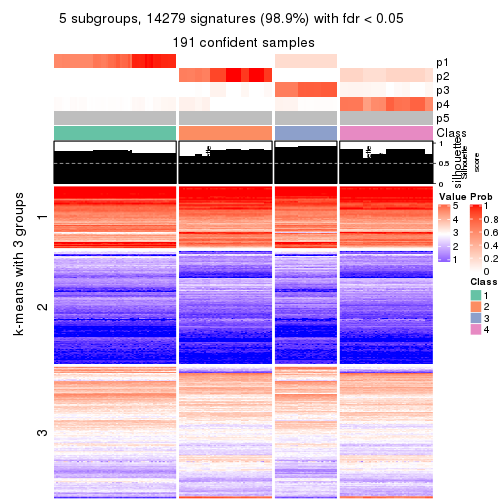 5 subgroups, 14279 signatures (98.9%) with fdr < 0.05
191 confident samples
p1
p2
p3
p4
p5
Class
1
0.5
0
silhouette
Silhouette
score
k-means with 3 groups
1
2
3
Value
5
4
3
2
1
Prob
1
0.8
0.6
0.4
0.2
0
Class
1
2
3
4